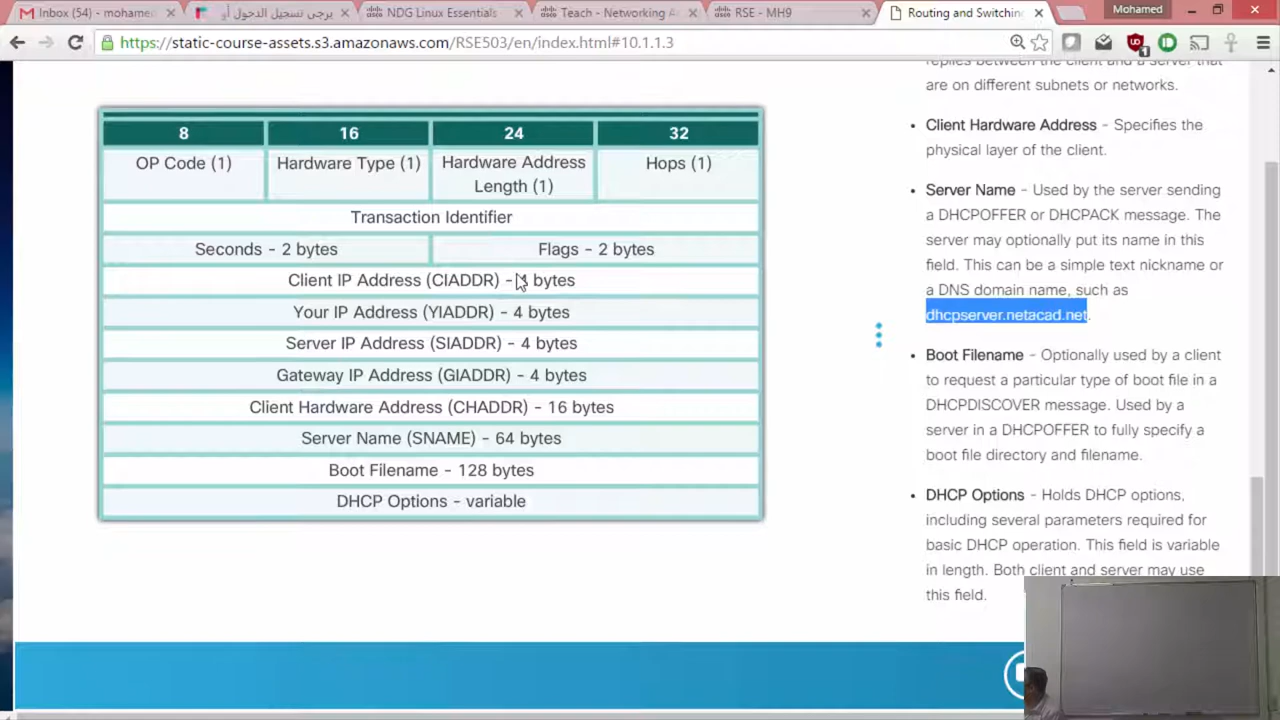 Inbox (54) - mohamed
يرجى تسجيل الدخول أو
NDG Linux Essentials
Teach - Networking A
RSE - MH9
Routing and Switchin
Mohamed
https://static-course-assets.s3.amazonaws.com/RSE503/en/index.html#10.1.1.3
8 16 24 32
OP Code (1) Hardware Type (1) Hardware Address Hops (1)
Length (1)
Transaction Identifier
Seconds - 2 bytes Flags - 2 bytes
Client IP Address (CIADDR) - 4 bytes
Your IP Address (YIADDR) - 4 bytes
Server IP Address (SIADDR) - 4 bytes
Gateway IP Address (GIADDR) - 4 bytes
Client Hardware Address (CHADDR) - 16 bytes
Server Name (SNAME) - 64 bytes
Boot Filename - 128 bytes
DHCP Options - variable
replies between the client and a server that
are on different subnets or networks.
• Client Hardware Address - Specifies the
physical layer of the client.
• Server Name - Used by the server sending
a DHCPOFFER or DHCPACK message. The
server may optionally put its name in this
field. This can be a simple text nickname or
a DNS domain name, such as
dhcpserver.netacad.net.
• Boot Filename - Optionally used by a client
to request a particular type of boot file in a
DHCPDISCOVER message. Used by a
server in a DHCPOFFER to fully specify a
boot file directory and filename.
• DHCP Options - Holds DHCP options,
including several parameters required for
basic DHCP operation. This field is variable
in length. Both client and server may use
this field.